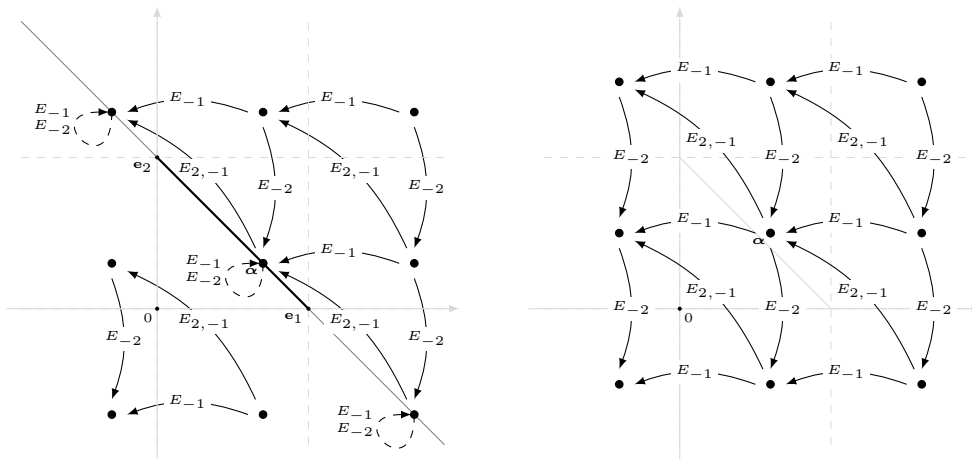 E₋₁ E₋₁ E₋₁ E₋₁
E₋₁
E₋₂
𝐞₂ E₂,₋₁ E₂,₋₁ E₂,₋₁ E₂,₋₁
E₋₂ E₋₂ E₋₂ E₋₂ E₋₂
E₋₁ E₋₁ E₋₁
𝛂
E₋₁
E₋₂
𝛂
E₂,₋₁ E₂,₋₁
0 E₂,₋₁ 𝐞₁ E₂,₋₁ 0
E₋₂ E₋₂ E₋₂ E₋₂ E₋₂
E₋₁ E₋₁ E₋₁
E₋₁
E₋₂